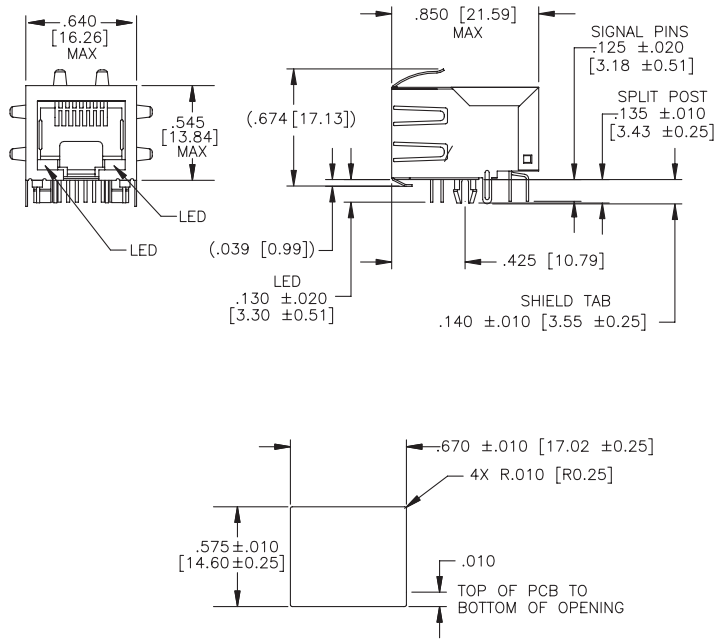 .640
[16.26]
MAX
.850 [21.59]
MAX
SIGNAL PINS
.125 ±.020
[3.18 ±0.51]
SPLIT POST
.135 ±.010
[3.43 ±0.25]
.545
[13.84]
MAX
(.674 [17.13])
LED
LED
(.039 [0.99])
.425 [10.79]
LED
.130 ±.020
[3.30 ±0.51]
SHIELD TAB
.140 ±.010 [3.55 ±0.25]
.670 ±.010 [17.02 ±0.25]
4X R.010 [R0.25]
.575±.010
[14.60±0.25]
.010
TOP OF PCB TO
BOTTOM OF OPENING